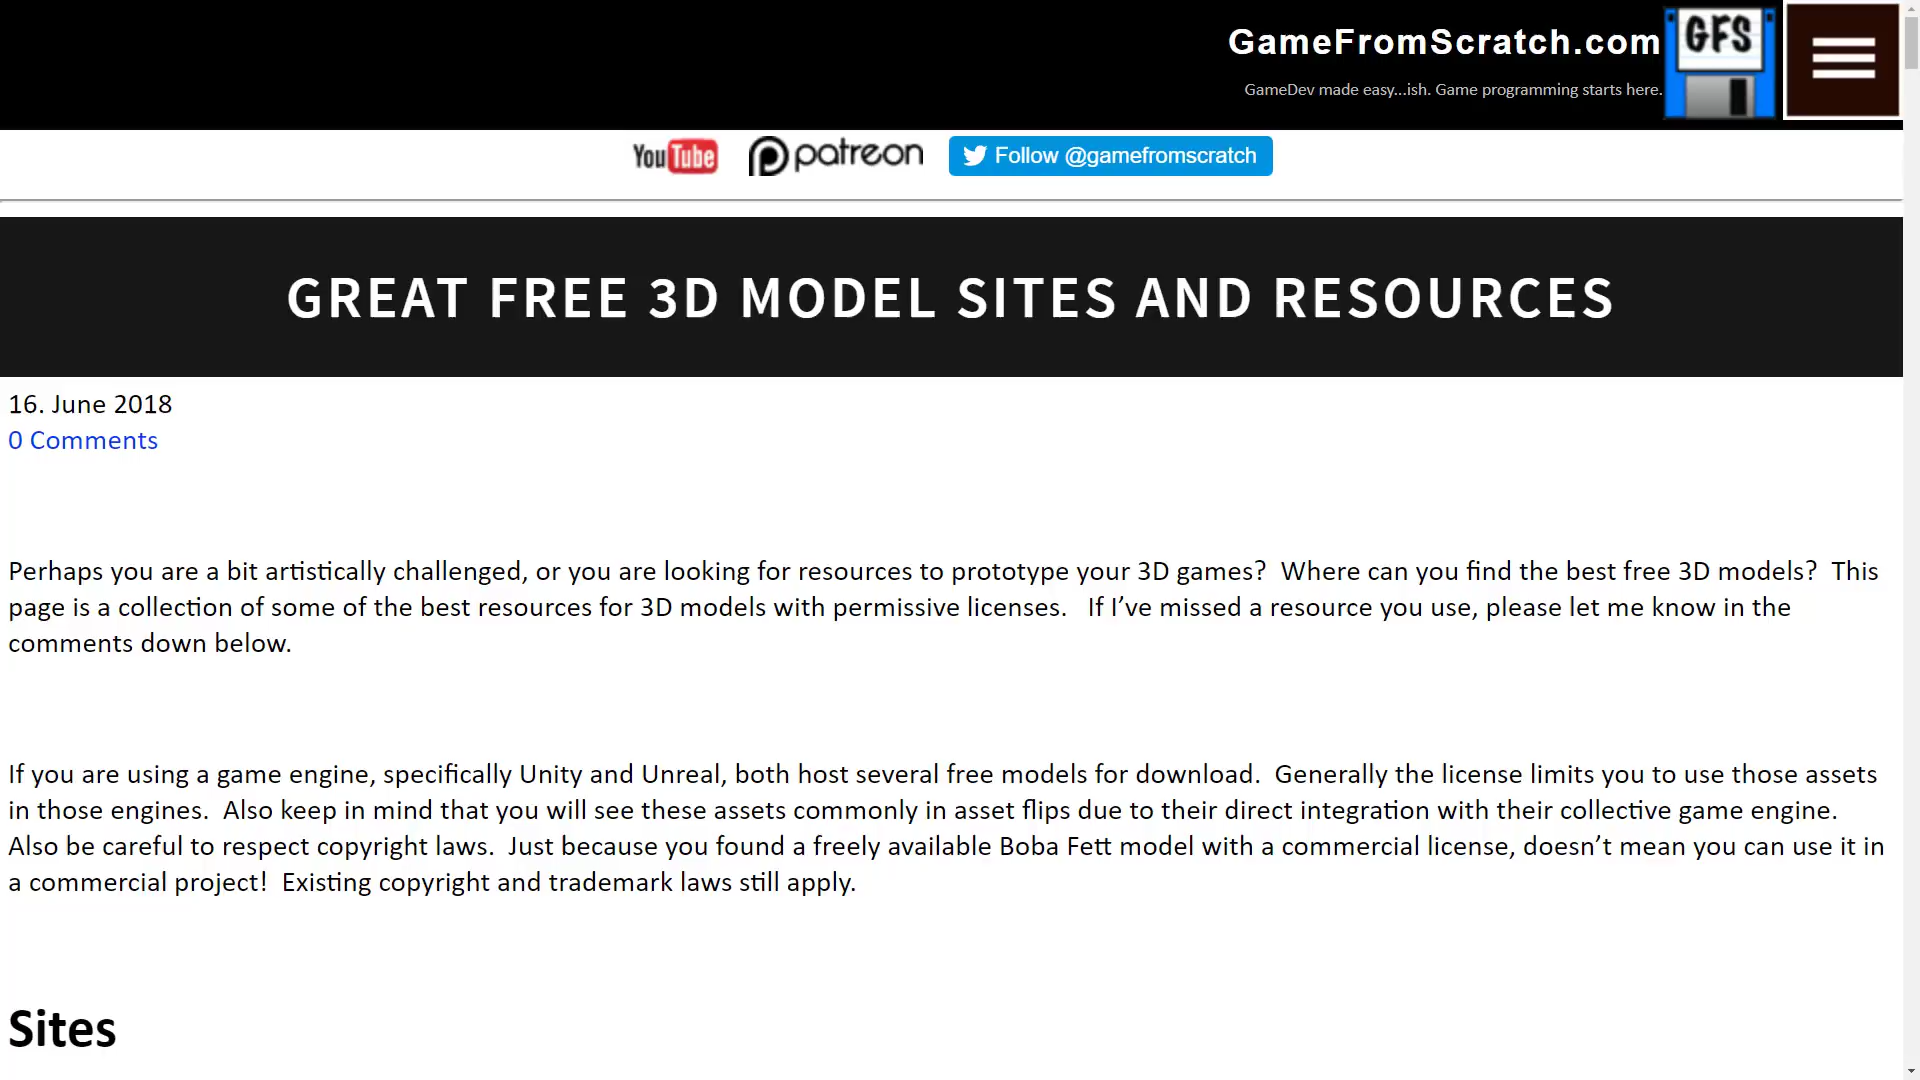 GameFromScratch.com
GFS
GameDev made easy...ish. Game programming starts here.
YouTube
patreon
Follow @gamefromscratch
GREAT FREE 3D MODEL SITES AND RESOURCES
16. June 2018
0 Comments
Perhaps you are a bit artistically challenged, or you are looking for resources to prototype your 3D games?  Where can you find the best free 3D models?  This
page is a collection of some of the best resources for 3D models with permissive licenses.   If I’ve missed a resource you use, please let me know in the
comments down below.
If you are using a game engine, specifically Unity and Unreal, both host several free models for download.  Generally the license limits you to use those assets
in those engines.  Also keep in mind that you will see these assets commonly in asset flips due to their direct integration with their collective game engine.
Also be careful to respect copyright laws.  Just because you found a freely available Boba Fett model with a commercial license, doesn’t mean you can use it in
a commercial project!  Existing copyright and trademark laws still apply.
Sites